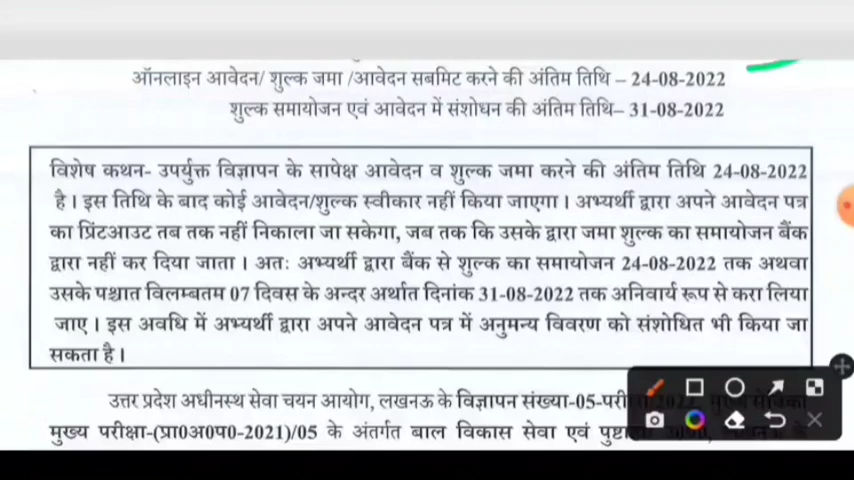 ऑनलाइन आवेदन/ शुल्क जमा /आवेदन सबमिट करने की अंतिम तिथि – 24-08-2022
शुल्क समायोजन एवं आवेदन में संशोधन की अंतिम तिथि– 31-08-2022
विशेष कथन- उपर्युक्त विज्ञापन के सापेक्ष आवेदन व शुल्क जमा करने की अंतिम तिथि 24-08-2022
है। इस तिथि के बाद कोई आवेदन/शुल्क स्वीकार नहीं किया जाएगा। अभ्यर्थी द्वारा अपने आवेदन पत्र
का प्रिंटआउट तब तक नहीं निकाला जा सकेगा, जब तक कि उसके द्वारा जमा शुल्क का समायोजन बैंक
द्वारा नहीं कर दिया जाता। अतः अभ्यर्थी द्वारा बैंक से शुल्क का समायोजन 24-08-2022 तक अथवा
उसके पश्चात विलम्बतम 07 दिवस के अन्दर अर्थात दिनांक 31-08-2022 तक अनिवार्य रूप से करा लिया
जाए। इस अवधि में अभ्यर्थी द्वारा अपने आवेदन पत्र में अनुमन्य विवरण को संशोधित भी किया जा
सकता है।
उत्तर प्रदेश अधीनस्थ सेवा चयन आयोग, लखनऊ के विज्ञापन संख्या-05-परीक्षा/2022, मुख्य सेविका
मुख्य परीक्षा-(प्रा0अ0प0-2021)/05 के अंतर्गत बाल विकास सेवा एवं